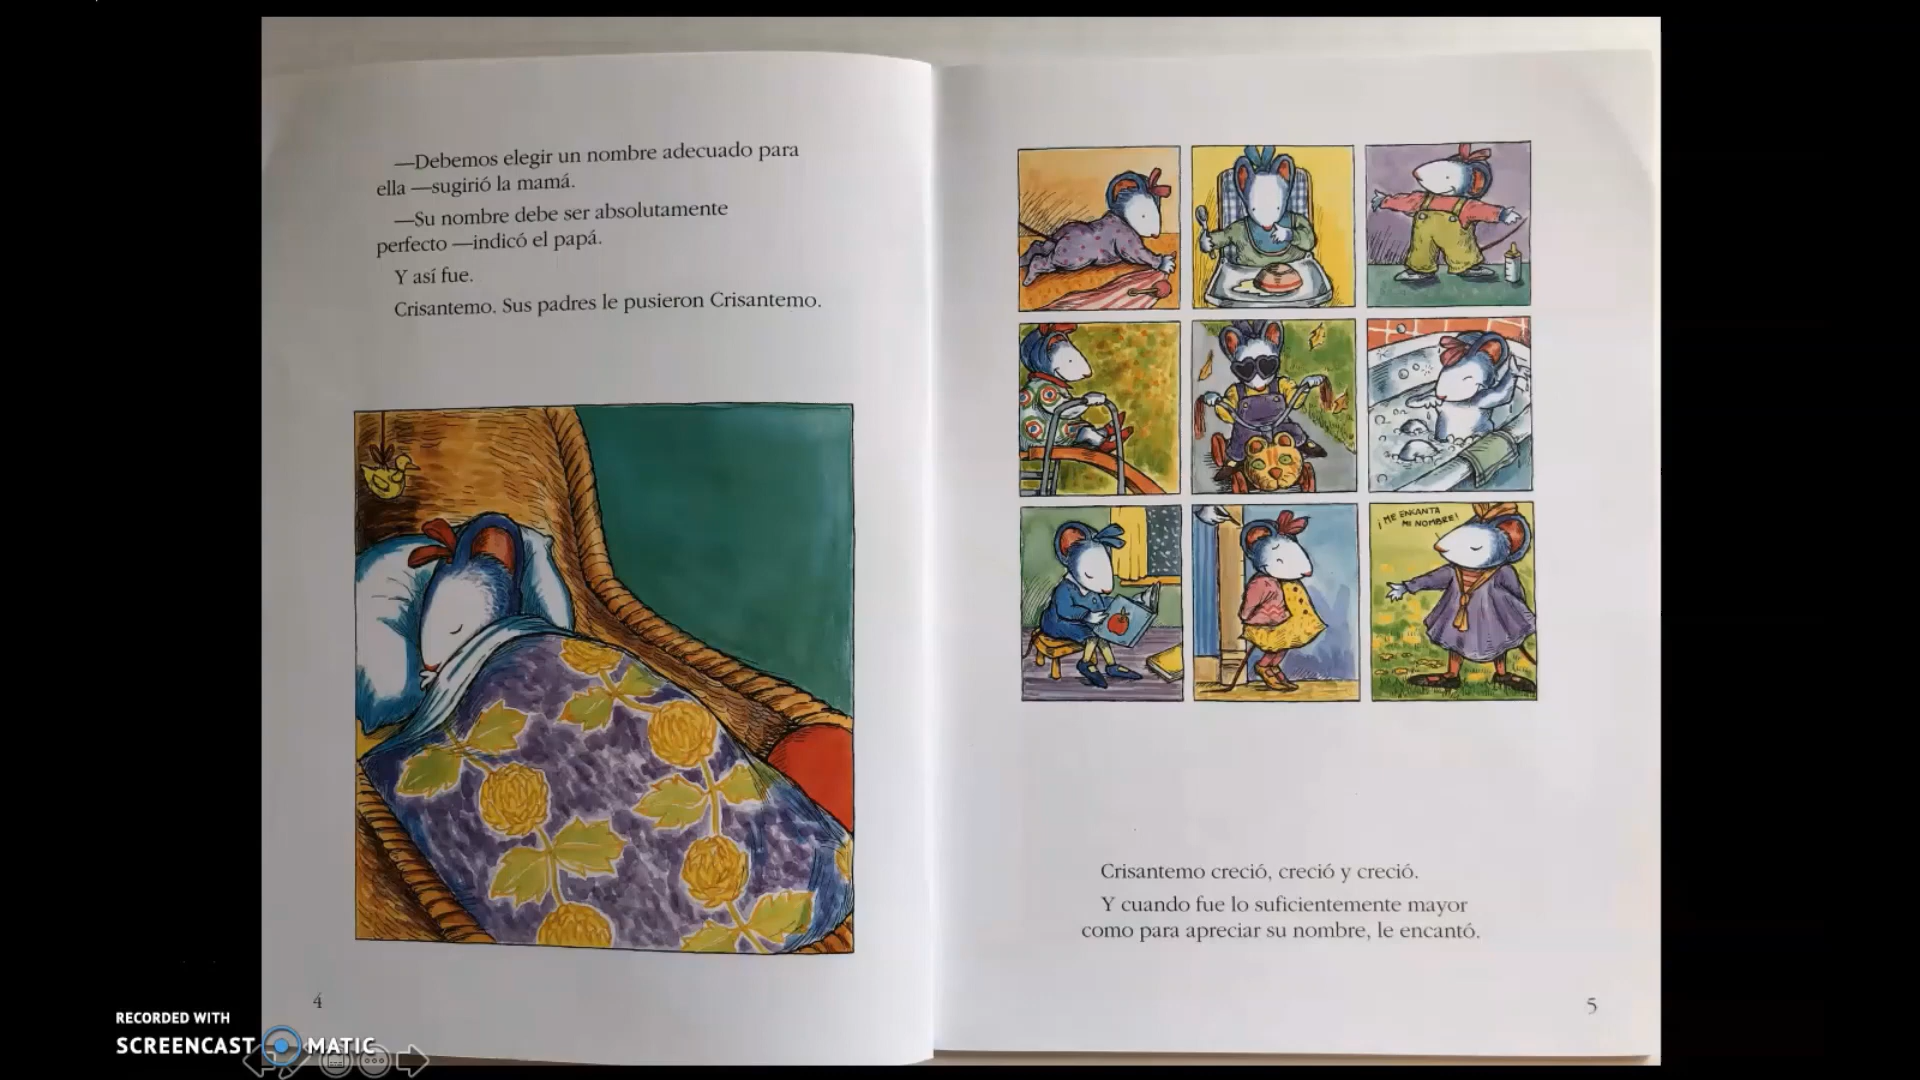 —Debemos elegir un nombre adecuado para
ella —sugirió la mamá.
—Su nombre debe ser absolutamente
perfecto —indicó el papá.
Y así fue.
Crisantemo. Sus padres le pusieron Crisantemo.
4
¡ME ENCANTA
MI NOMBRE!
Crisantemo creció, creció y creció.
Y cuando fue lo suficientemente mayor
como para apreciar su nombre, le encantó.
5
RECORDED WITH
SCREENCAST MATIC